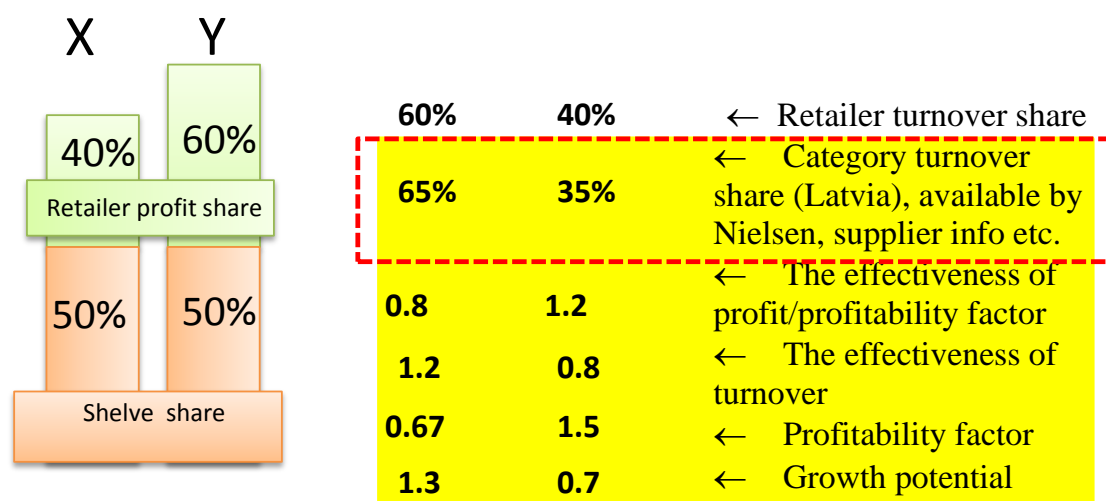 X Y
40% 60%
Retailer profit share
50% 50%
Shelve share
60% 40% ← Retailer turnover share
65% 35% ← Category turnover
share (Latvia), available by
Nielsen, supplier info etc.
0.8 1.2 ← The effectiveness of
profit/profitability factor
1.2 0.8 ← The effectiveness of
turnover
0.67 1.5 ← Profitability factor
1.3 0.7 ← Growth potential